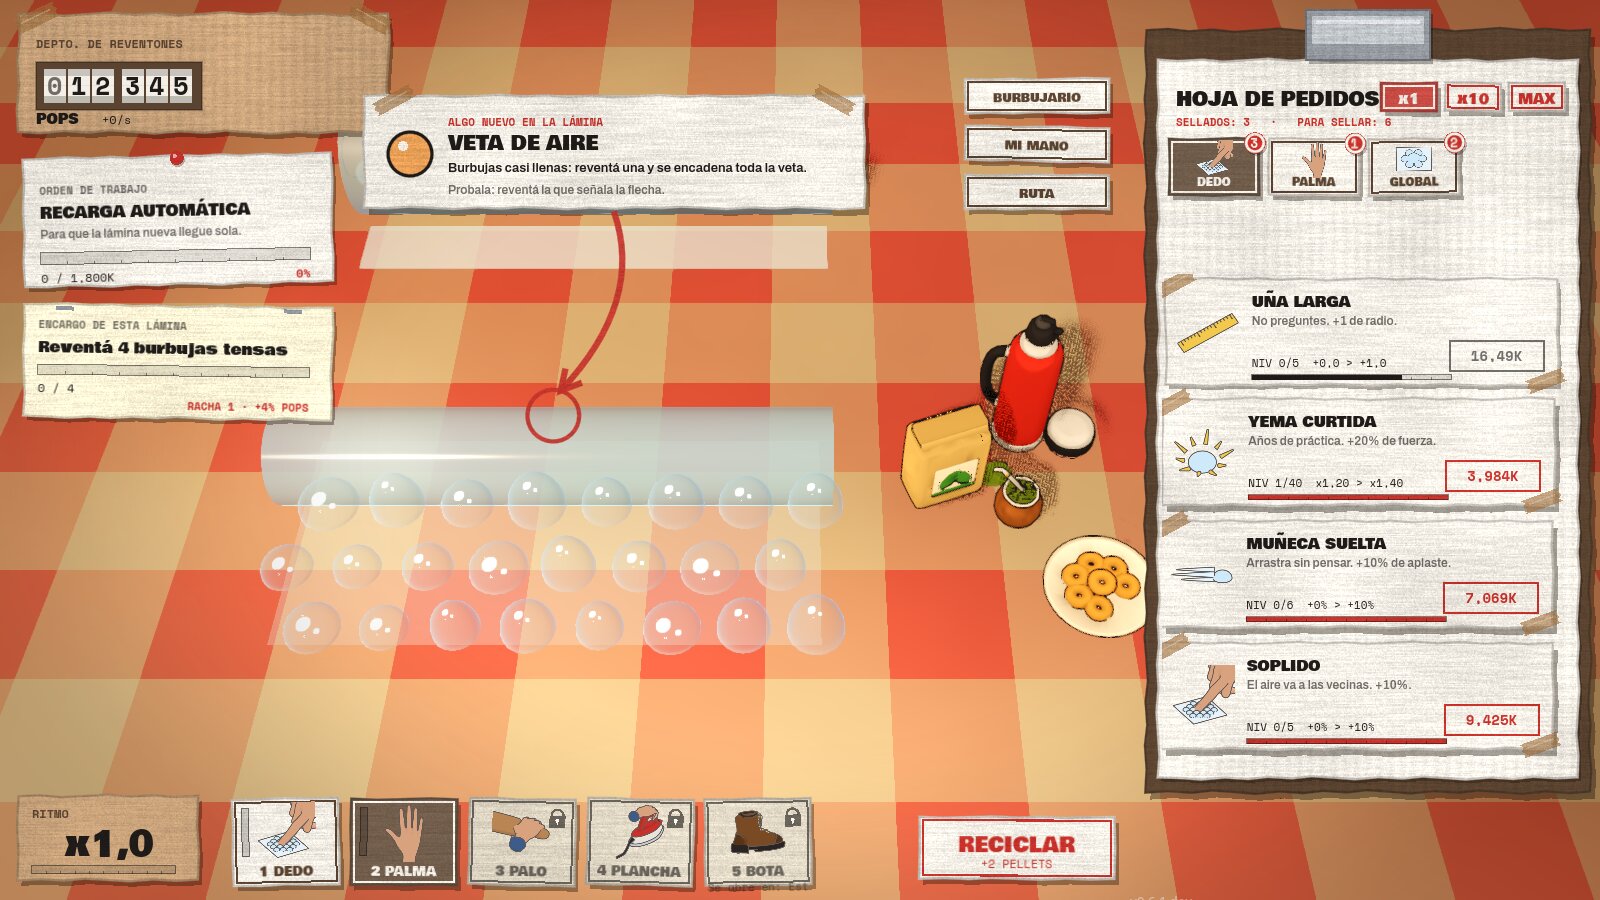 DEPTO. DE REVENTONES
012345
POPS +0/s
ORDEN DE TRABAJO
RECARGA AUTOMÁTICA
Para que la lámina nueva llegue sola.
0 / 1.800K 0%
ENCARGO DE ESTA LÁMINA
Reventá 4 burbujas tensas
0 / 4
RACHA 1 · +4% POPS
ALGO NUEVO EN LA LÁMINA
VETA DE AIRE
Burbujas casi llenas: reventá una y se encadena toda la veta.
Probala: reventá la que señala la flecha.
BURBUJARIO
MI MANO
RUTA
HOJA DE PEDIDOS x1 x10 MAX
SELLADOS: 3 · PARA SELLAR: 6
3 1 2
DEDO PALMA GLOBAL
UÑA LARGA
No preguntes. +1 de radio.
NIV 0/5 +0,0 > +1,0
16,49K
YEMA CURTIDA
Años de práctica. +20% de fuerza.
NIV 1/40 x1,20 > x1,40
3,984K
MUÑECA SUELTA
Arrastra sin pensar. +10% de aplaste.
NIV 0/6 +0% > +10%
7,069K
SOPLIDO
El aire va a las vecinas. +10%.
NIV 0/5 +0% > +10%
9,425K
RITMO
x1,0
1 DEDO
2 PALMA
3 PALO
4 PLANCHA
5 BOTA
Se abre en: Est.
RECICLAR
+2 PELLETS